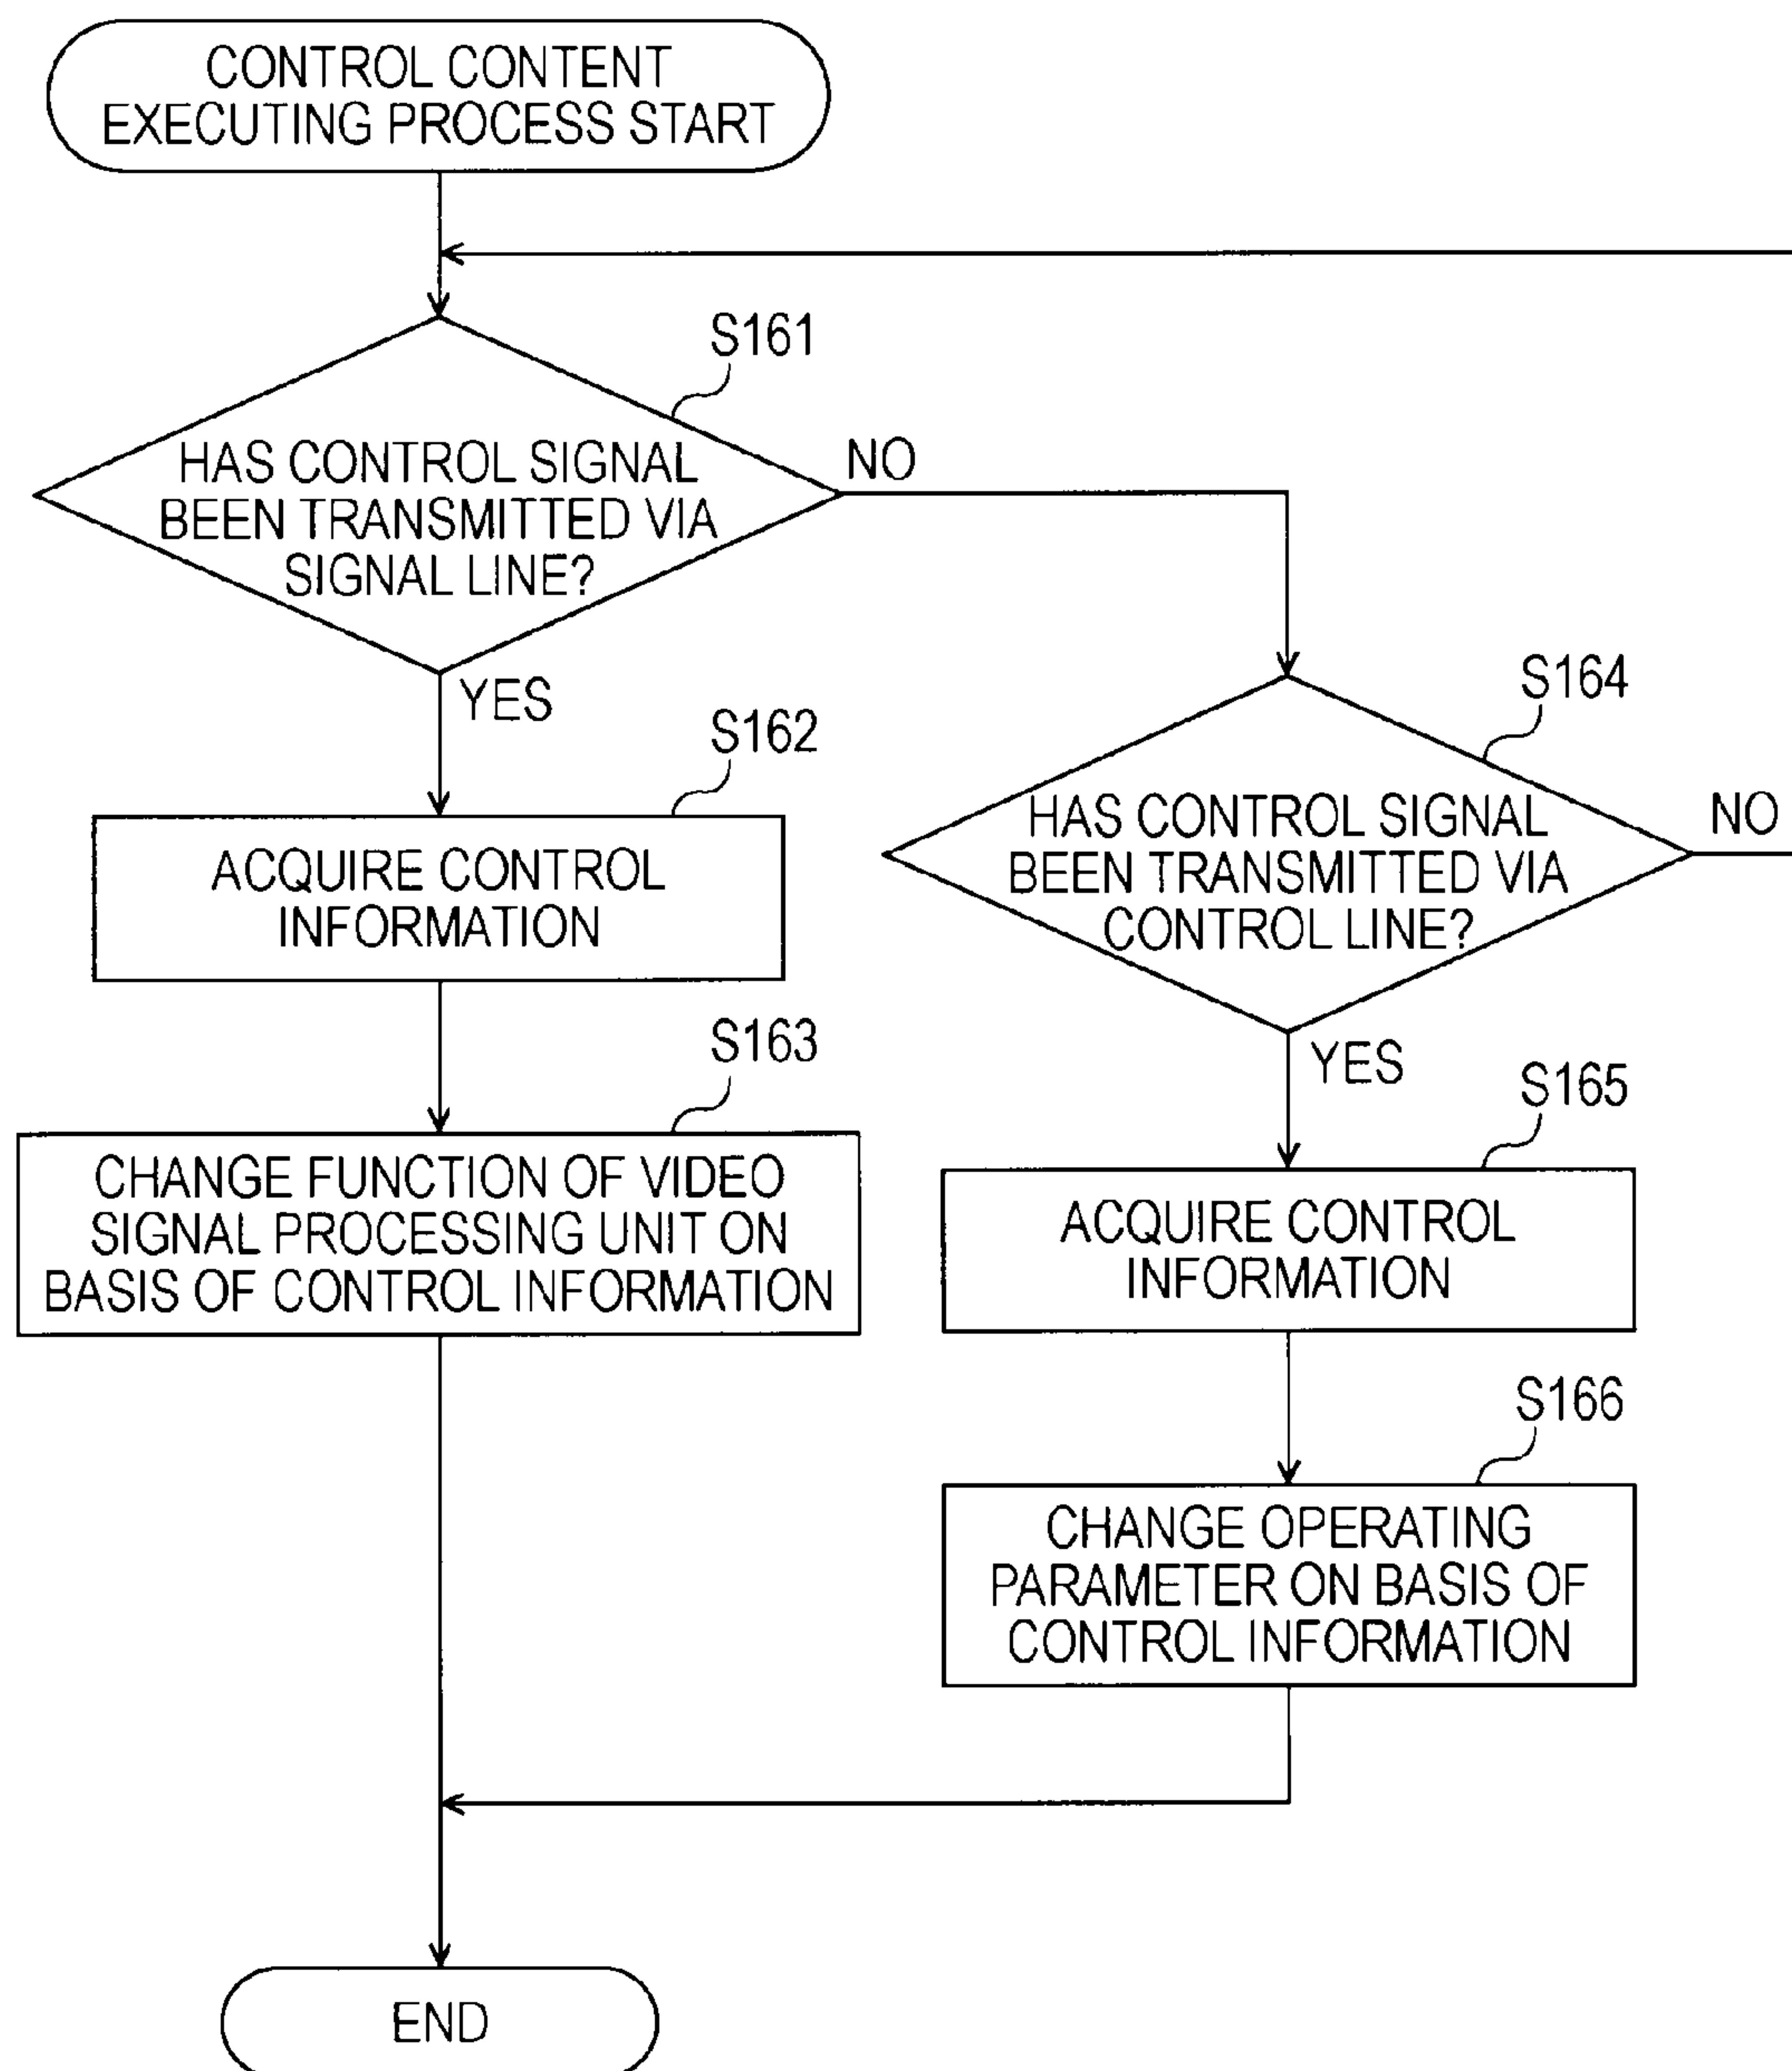 CONTROL CONTENT
EXECUTING PROCESS START
S161
HAS CONTROL SIGNAL
BEEN TRANSMITTED VIA
SIGNAL LINE?
NO
YES
S162
ACQUIRE CONTROL
INFORMATION
S163
CHANGE FUNCTION OF VIDEO
SIGNAL PROCESSING UNIT ON
BASIS OF CONTROL INFORMATION
S164
HAS CONTROL SIGNAL
BEEN TRANSMITTED VIA
CONTROL LINE?
NO
YES
S165
ACQUIRE CONTROL
INFORMATION
S166
CHANGE OPERATING
PARAMETER ON BASIS OF
CONTROL INFORMATION
END